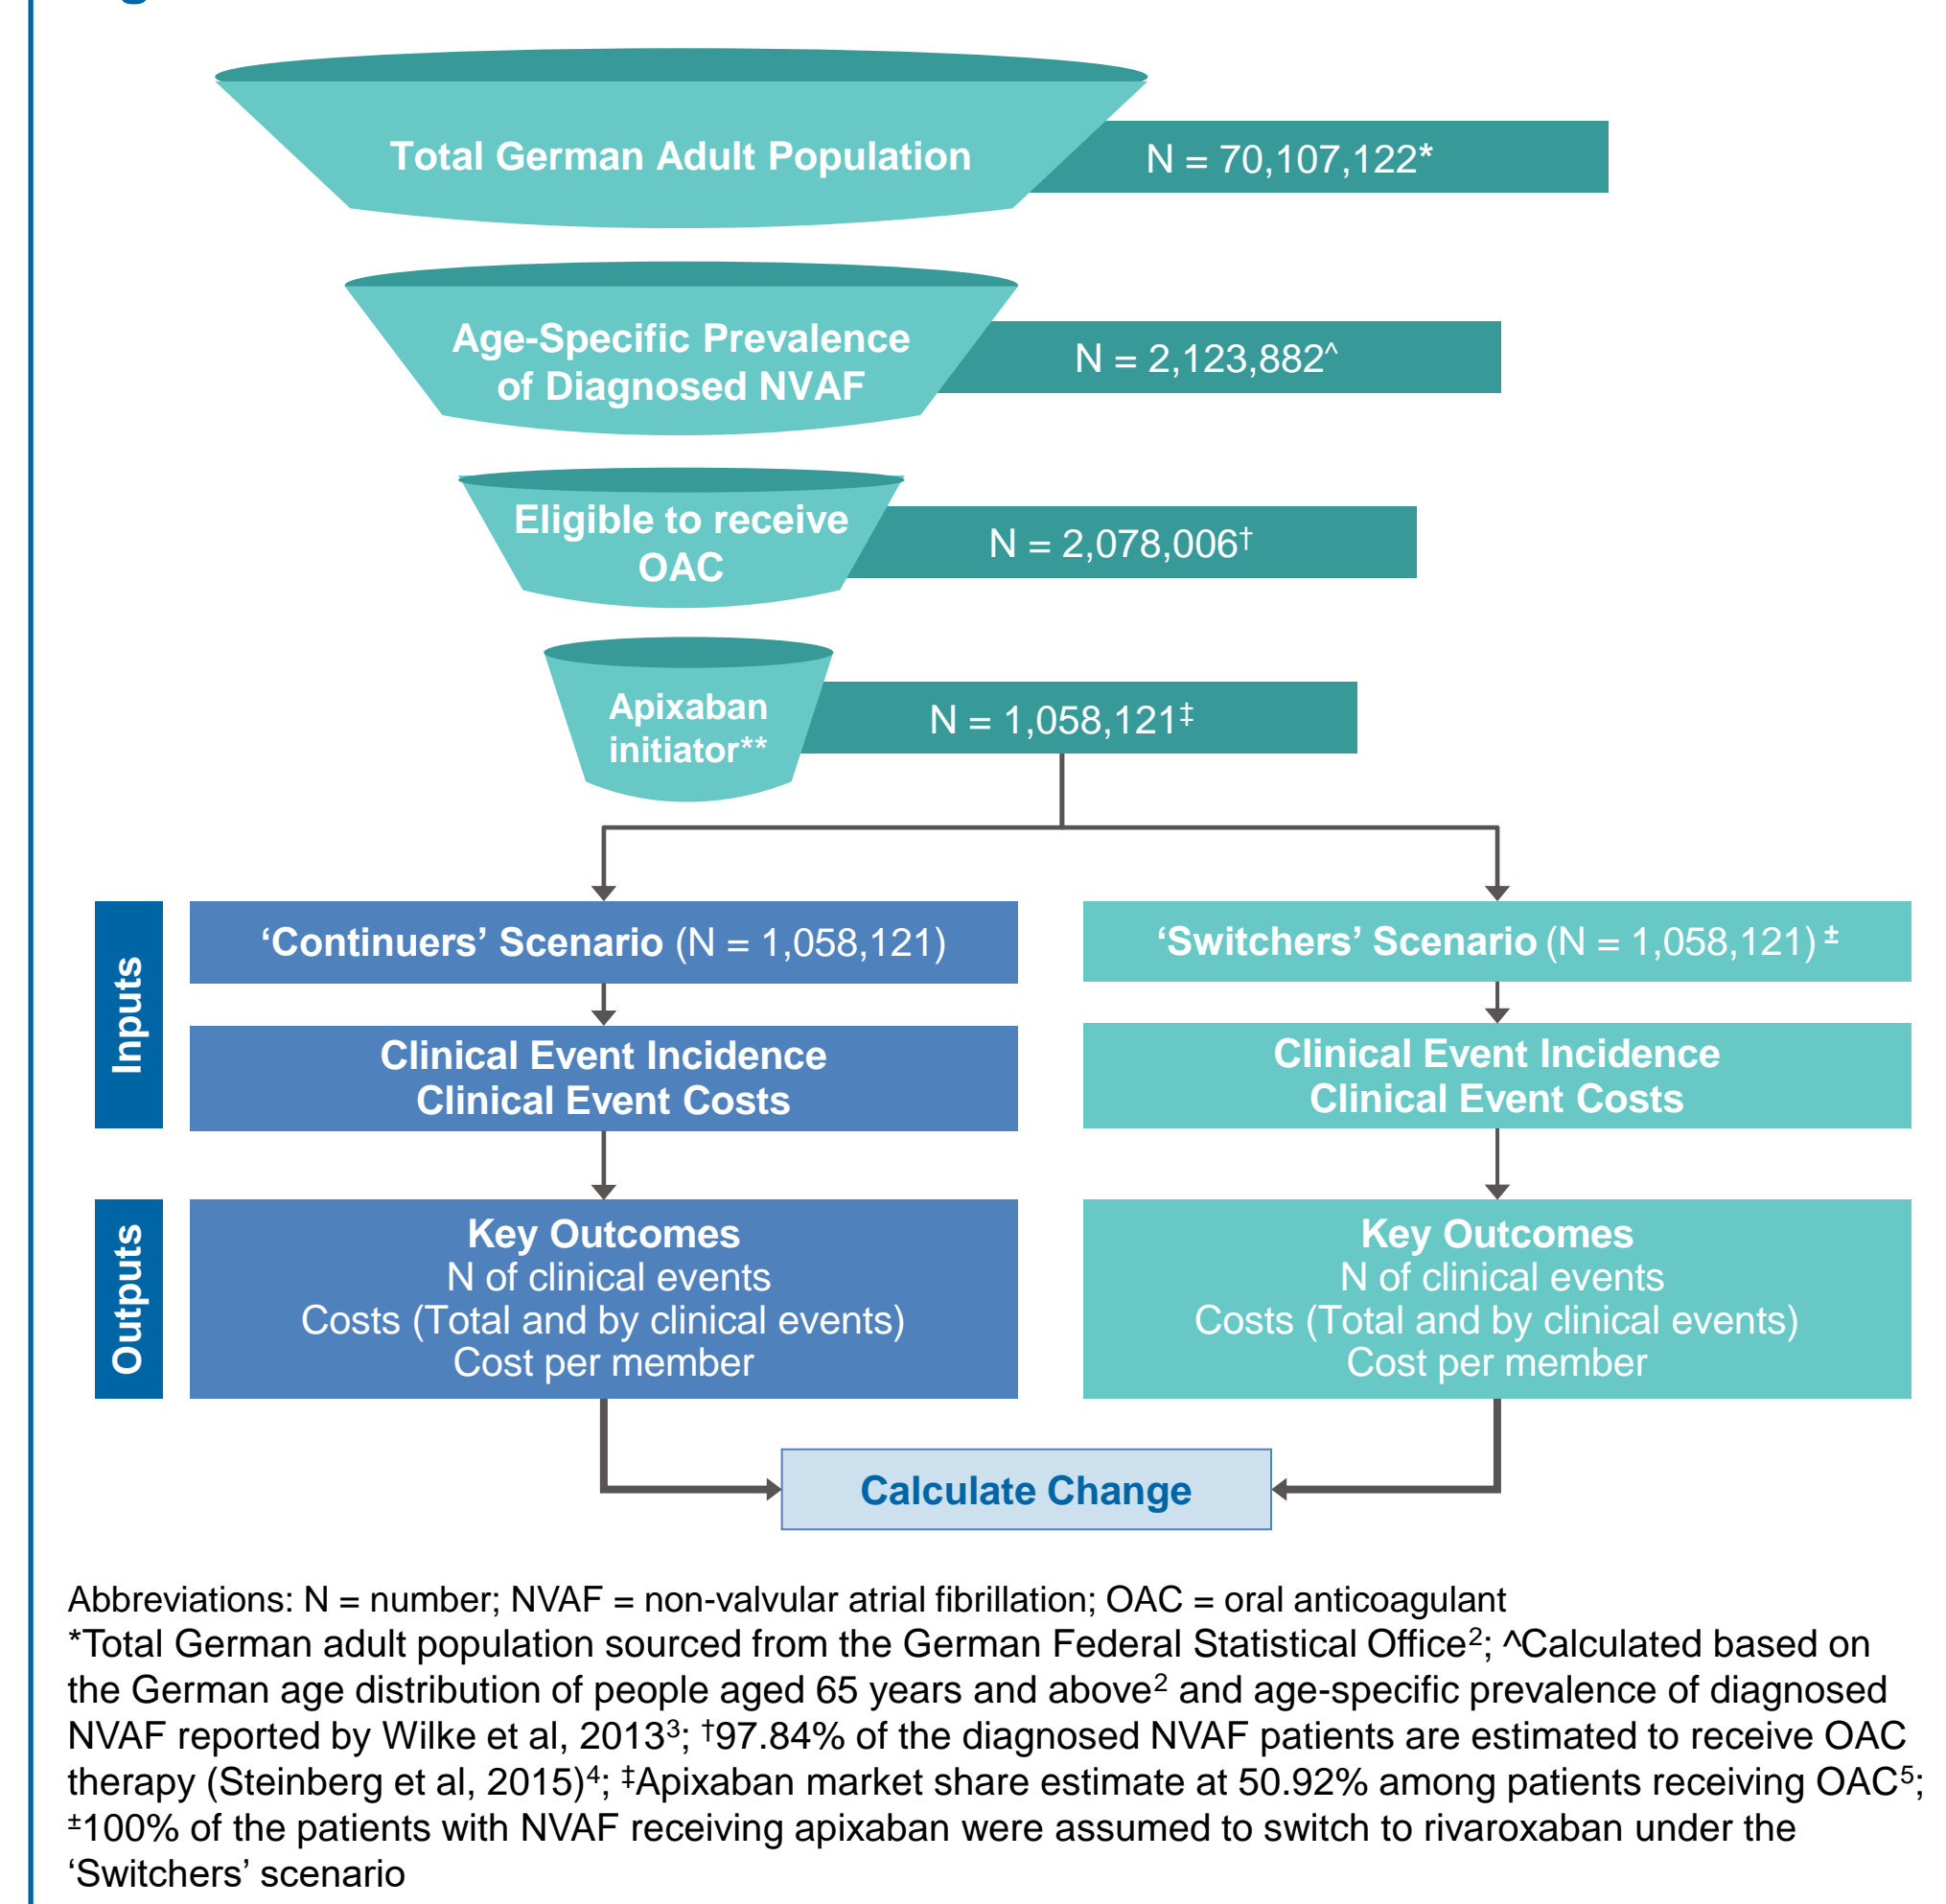 Total German Adult Population
N = 70,107,122*
Age-Specific Prevalence
of Diagnosed NVAF
N = 2,123,882^
Eligible to receive
OAC
N = 2,078,006†
Apixaban
initiator**
N = 1,058,121‡
Inputs
‘Continuers’ Scenario (N = 1,058,121)
‘Switchers’ Scenario (N = 1,058,121) ±
Clinical Event Incidence
Clinical Event Costs
Clinical Event Incidence
Clinical Event Costs
Outputs
Key Outcomes
N of clinical events
Costs (Total and by clinical events)
Cost per member
Key Outcomes
N of clinical events
Costs (Total and by clinical events)
Cost per member
Calculate Change
Abbreviations: N = number; NVAF = non-valvular atrial fibrillation; OAC = oral anticoagulant
*Total German adult population sourced from the German Federal Statistical Office²; ^Calculated based on
the German age distribution of people aged 65 years and above² and age-specific prevalence of diagnosed
NVAF reported by Wilke et al, 2013³; †97.84% of the diagnosed NVAF patients are estimated to receive OAC
therapy (Steinberg et al, 2015)⁴; ‡Apixaban market share estimate at 50.92% among patients receiving OAC⁵;
±100% of the patients with NVAF receiving apixaban were assumed to switch to rivaroxaban under the
‘Switchers’ scenario